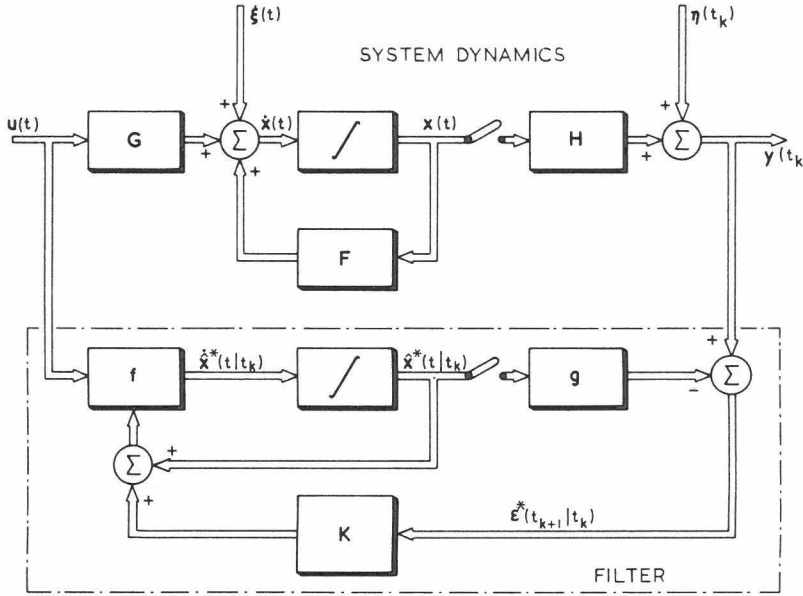 ξ(t)
η(t_k)
SYSTEM DYNAMICS
u(t)
+
+
G
+
Σ
ẋ(t)
∫
x(t)
H
+
Σ
y(t_k
+
F
+
f
ẋ̂*(t|t_k)
∫
x̂*(t|t_k)
g
−
Σ
Σ
+
+
K
ε*(t_{k+1}|t_k)
FILTER